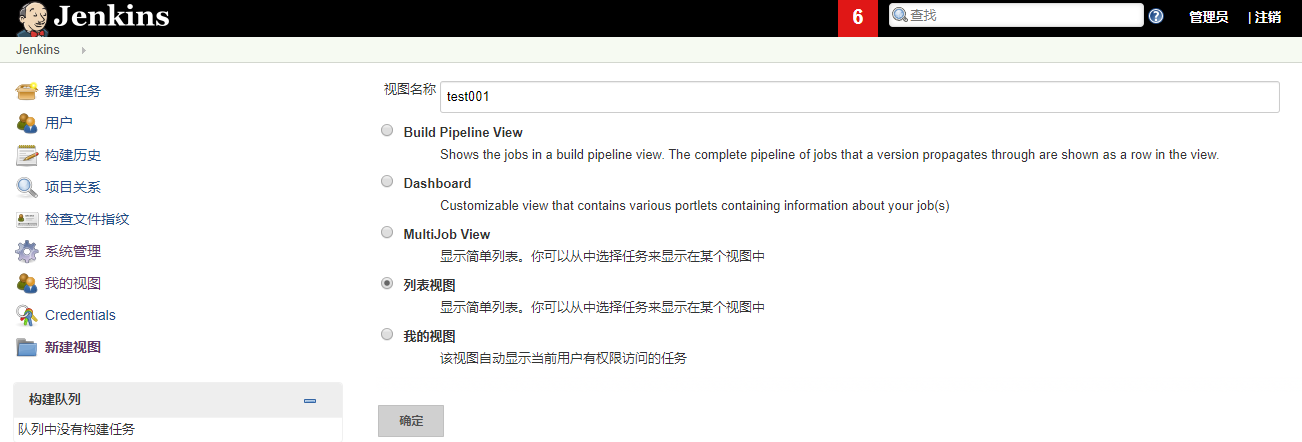 Jenkins
6
查找
管理员
| 注销
Jenkins
新建任务
用户
构建历史
项目关系
检查文件指纹
系统管理
我的视图
Credentials
新建视图
构建队列
队列中没有构建任务
视图名称
test001
Build Pipeline View
Shows the jobs in a build pipeline view. The complete pipeline of jobs that a version propagates through are shown as a row in the view.
Dashboard
Customizable view that contains various portlets containing information about your job(s)
MultiJob View
显示简单列表。你可以从中选择任务来显示在某个视图中
列表视图
显示简单列表。你可以从中选择任务来显示在某个视图中
我的视图
该视图自动显示当前用户有权限访问的任务
确定